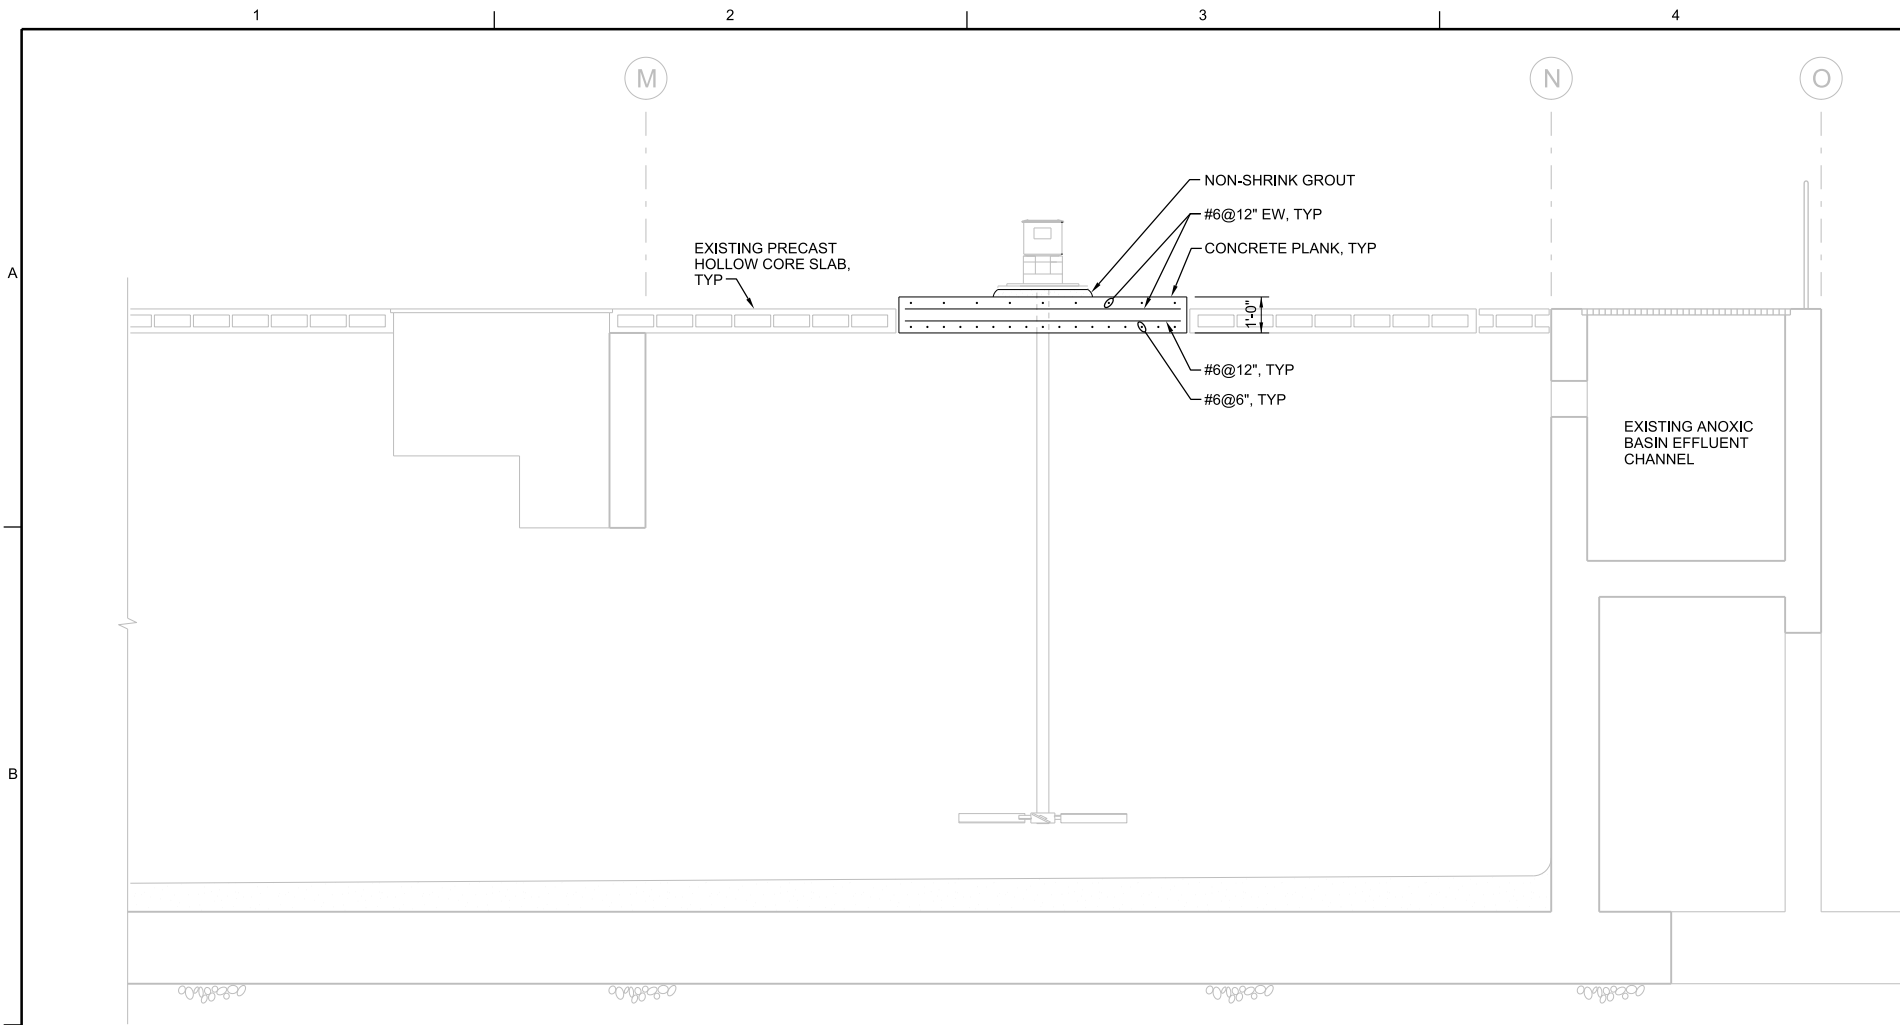 1
2
3
4
M
N
O
A
B
NON-SHRINK GROUT
#6@12" EW, TYP
CONCRETE PLANK, TYP
EXISTING PRECAST
HOLLOW CORE SLAB,
TYP
1'-0"
#6@12", TYP
#6@6", TYP
EXISTING ANOXIC
BASIN EFFLUENT
CHANNEL